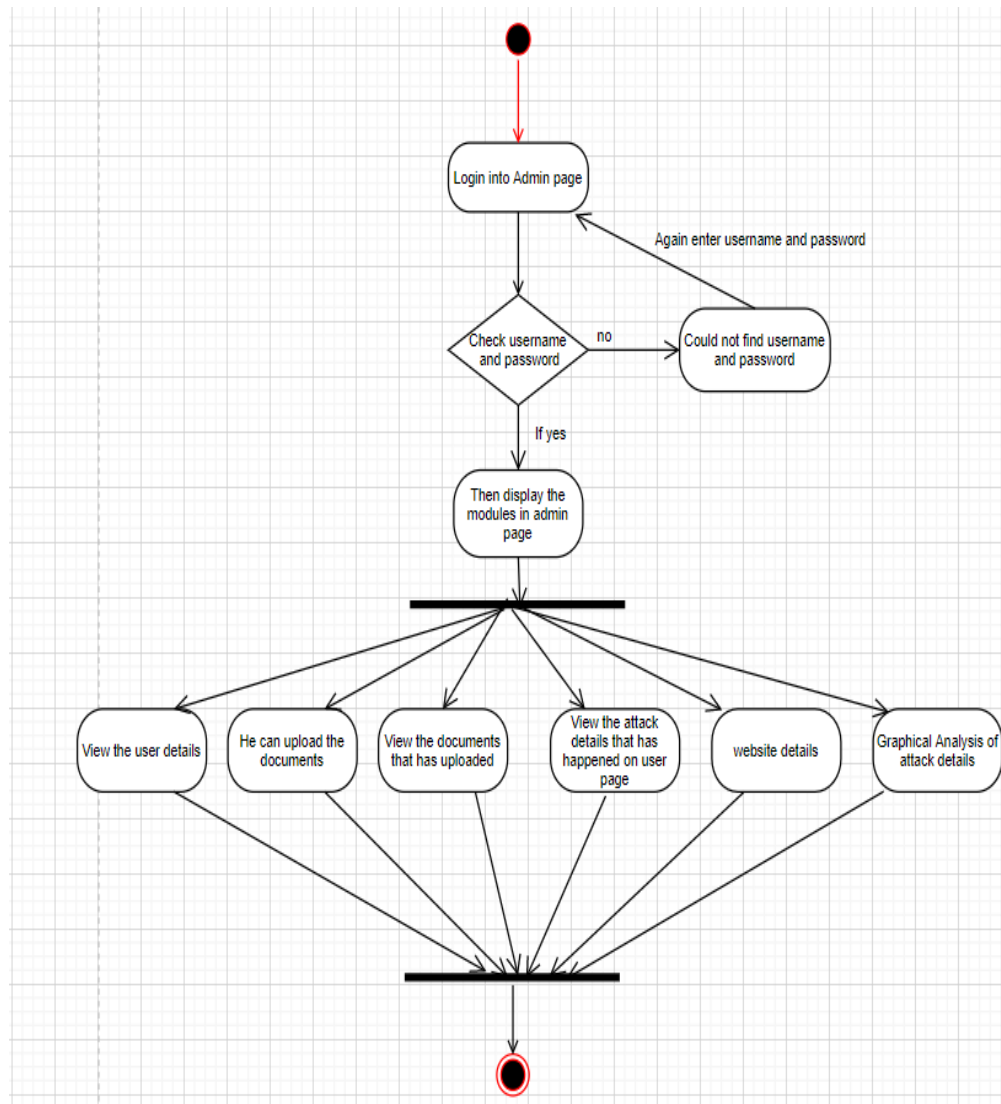 Login into Admin page
Again enter username and password
Check username
and password
no
Could not find username
and password
If yes
Then display the
modules in admin
page
View the user details
He can upload the
documents
View the documents
that has uploaded
View the attack
details that has
happened on user
page
website details
Graphical Analysis of
attack details